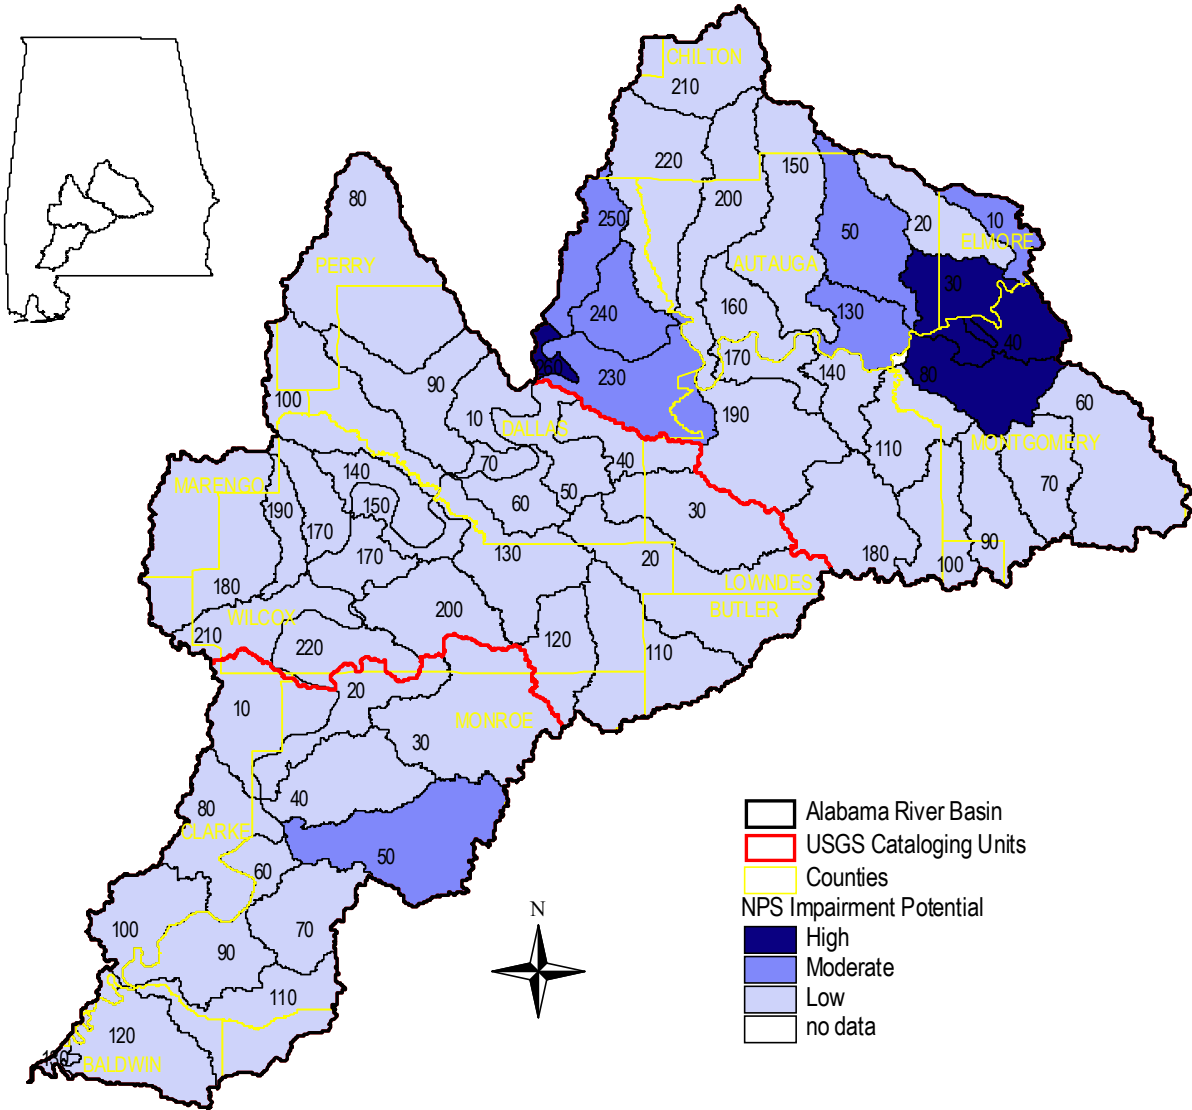 CHILTON
210
220
150
80
200
250
20
10
50
ELMORE
PERRY
AUTAUGA
30
160
240
130
40
170
260
230
80
140
90
100
60
10
190
DALLAS
MONTGOMERY
110
40
70
140
MARENGO
70
50
150
60
190
30
170
130
170
20
180
100
90
180
LOWNDES
200
BUTLER
WILCOX
210
120
220
110
20
10
MONROE
30
40
80
CLARKE
50
60
100
70
90
110
120
BALDWIN
Alabama River Basin
USGS Cataloging Units
Counties
NPS Impairment Potential
High
Moderate
Low
no data
N